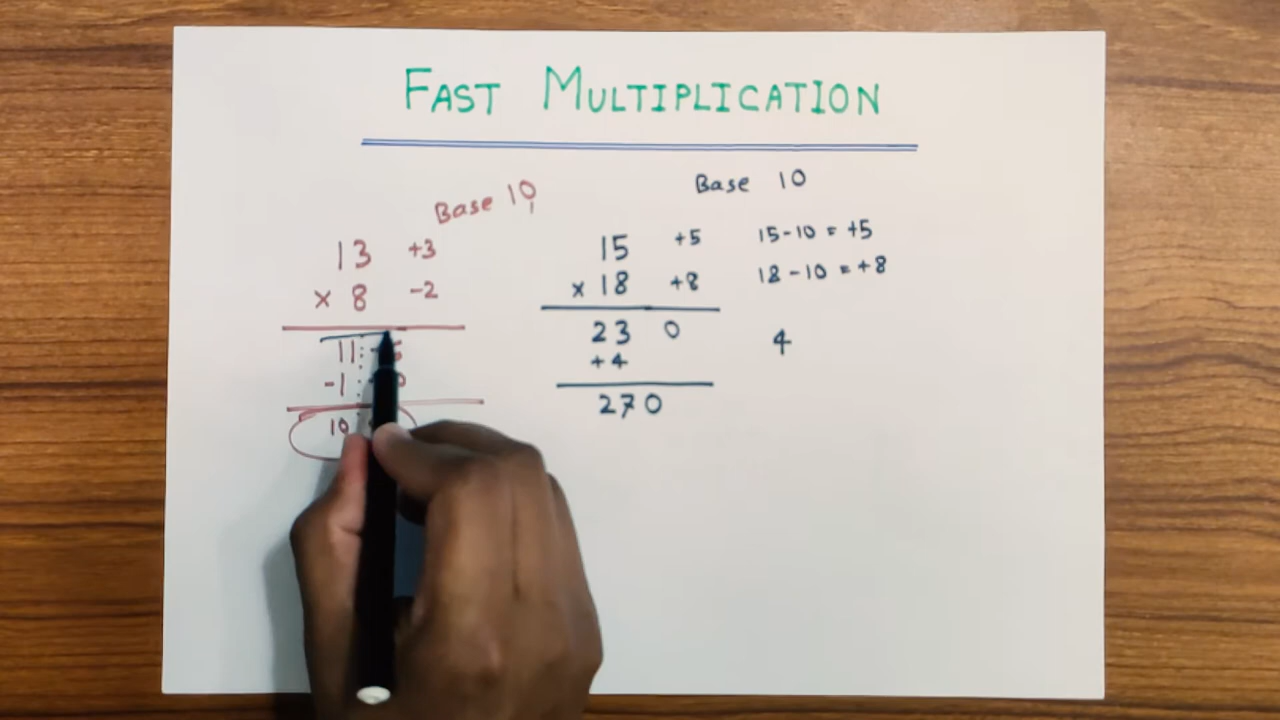 FAST MULTIPLICATION
Base 10
13 +3
× 8 -2
11
-1
10
Base 10
15 +5 15-10 = +5
× 18 +8 18-10 = +8
23 0 4
+4
270